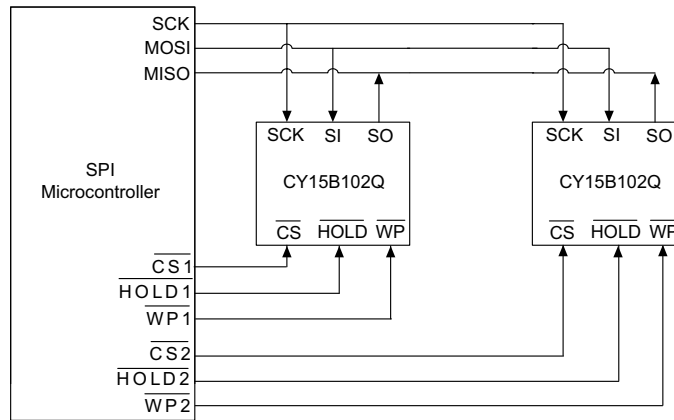 SCK
MOSI
MISO
SPI
Microcontroller
CS1
HOLD1
WP1
CS2
HOLD2
WP2
SCK SI SO
CY15B102Q
CS HOLD WP
SCK SI SO
CY15B102Q
CS HOLD WP